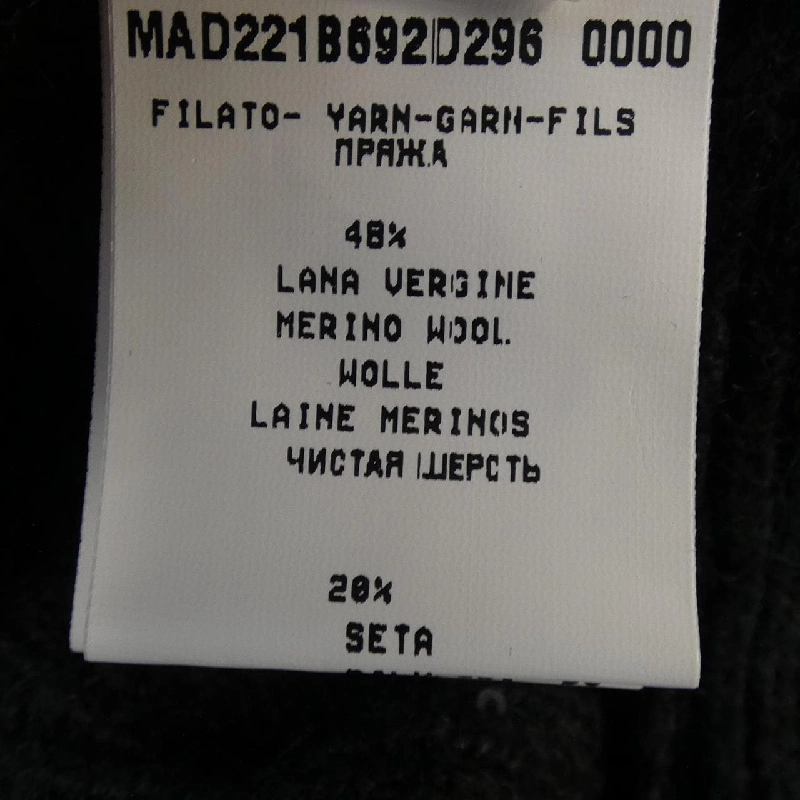 MAD221B692D296 0000
FILATO- YARN-GARN-FILS
ПРЯЖА
48%
LANA VERGINE
MERINO WOOL
WOLLE
LAINE MERINOS
ЧИСТАЯ ШЕРСТЬ
20%
SETA